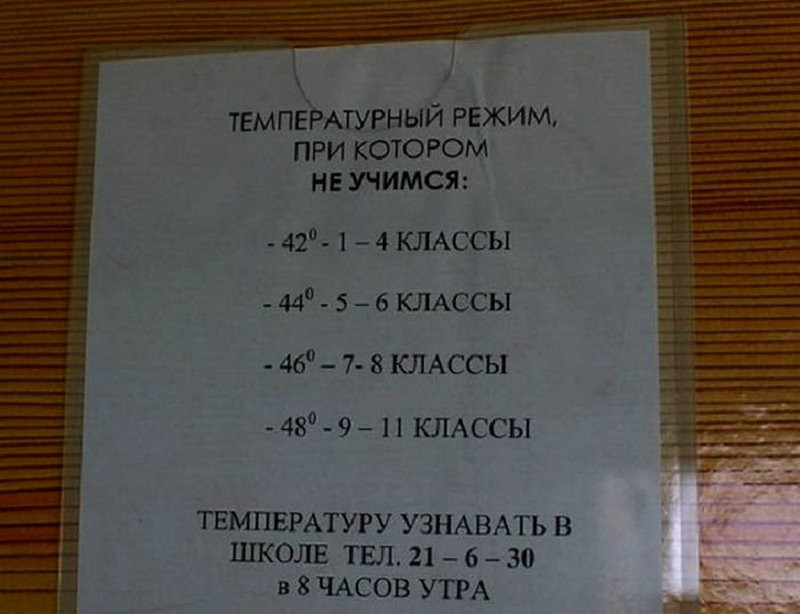 ТЕМПЕРАТУРНЫЙ РЕЖИМ,
ПРИ КОТОРОМ
НЕ УЧИМСЯ:
- 42⁰ - 1 – 4 КЛАССЫ
- 44⁰ - 5 – 6 КЛАССЫ
- 46⁰ – 7- 8 КЛАССЫ
- 48⁰ - 9 – 11 КЛАССЫ
ТЕМПЕРАТУРУ УЗНАВАТЬ В
ШКОЛЕ ТЕЛ. 21 – 6 – 30
в 8 ЧАСОВ УТРА